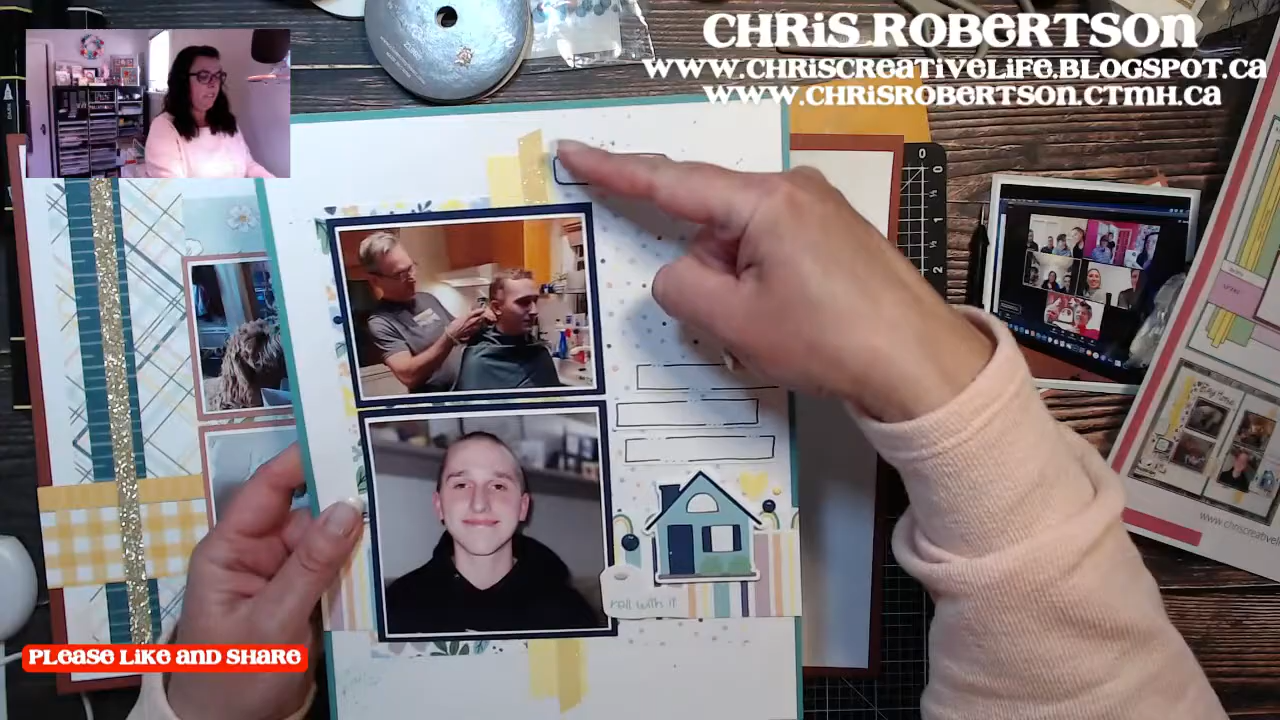 CHRIS ROBERTSON
www.CHRISCREATIVELIFE.BLOGSPOT.Ca
www.CHRISROBERTSON.CTMH.Ca
roll with it
PLEASE LIKE AND SHARE